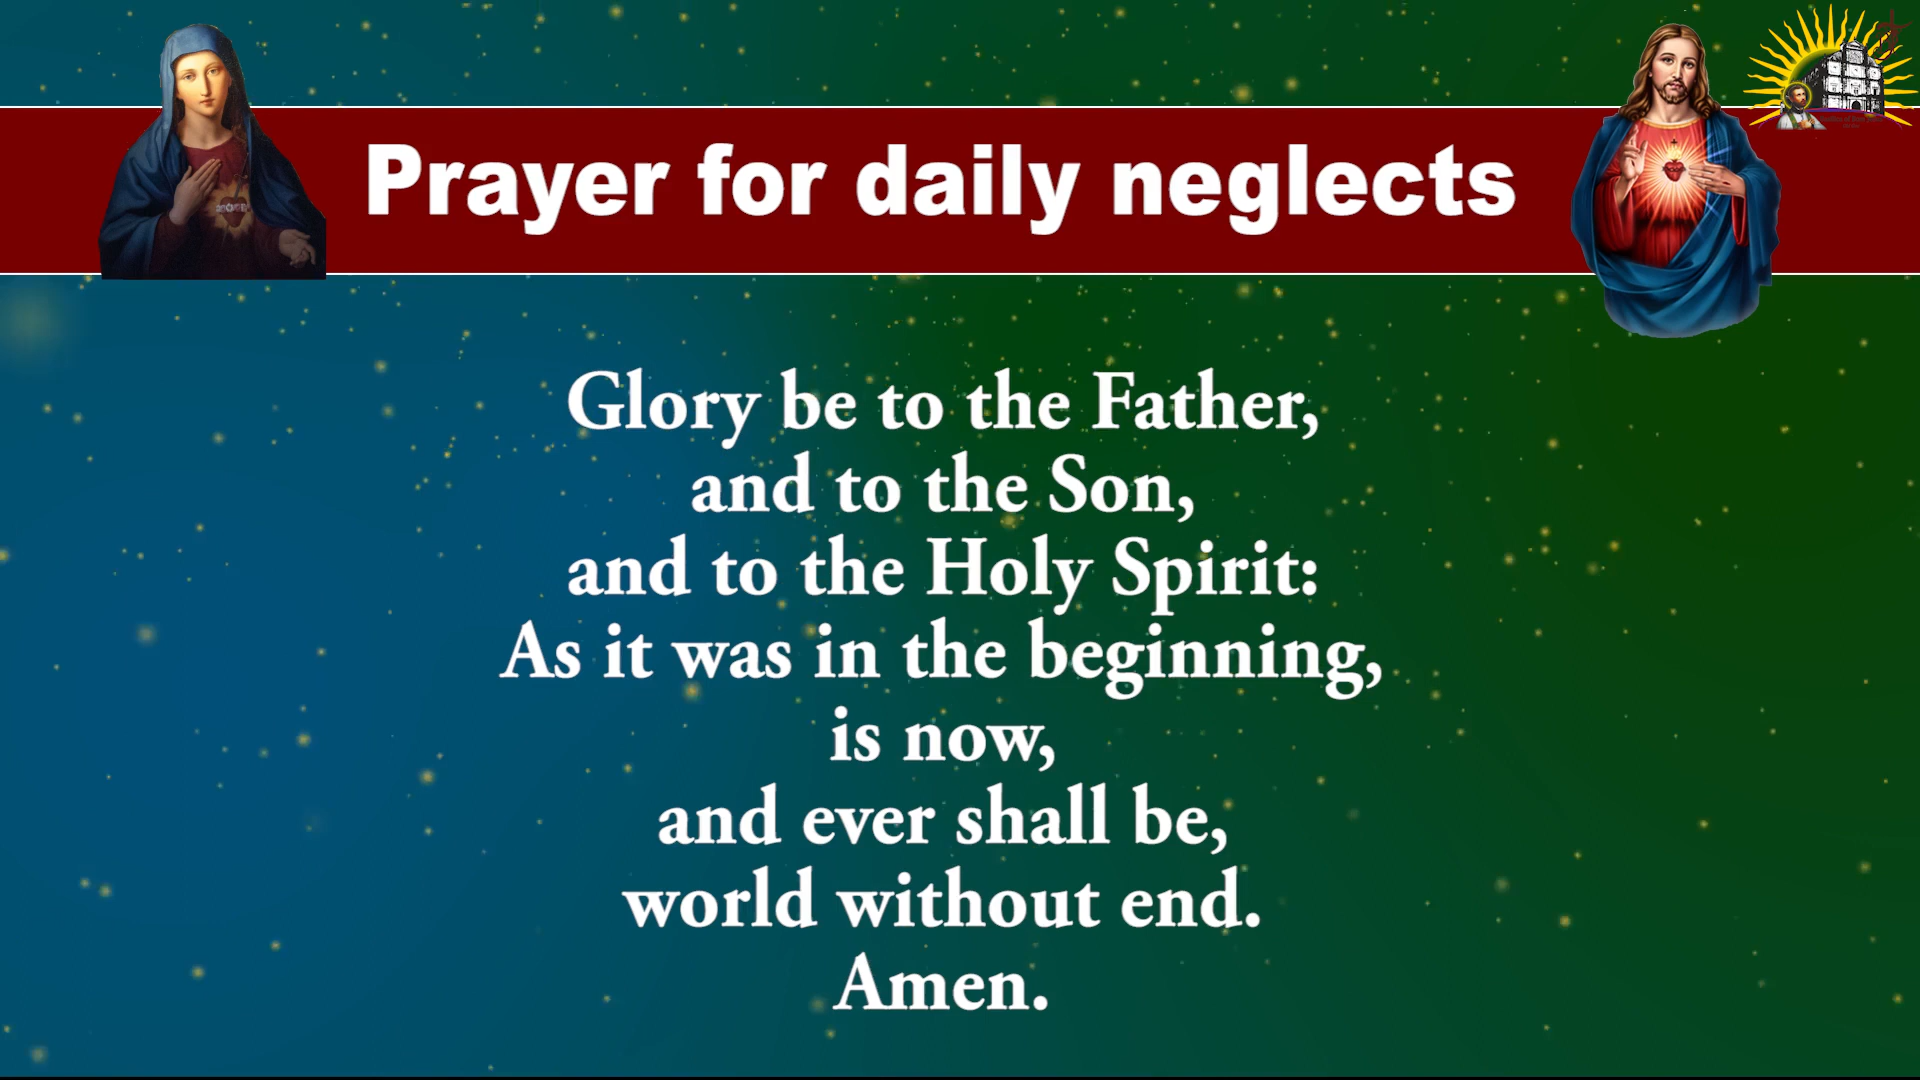 Prayer for daily neglects
Glory be to the Father,
and to the Son,
and to the Holy Spirit:
As it was in the beginning,
is now,
and ever shall be,
world without end.
Amen.